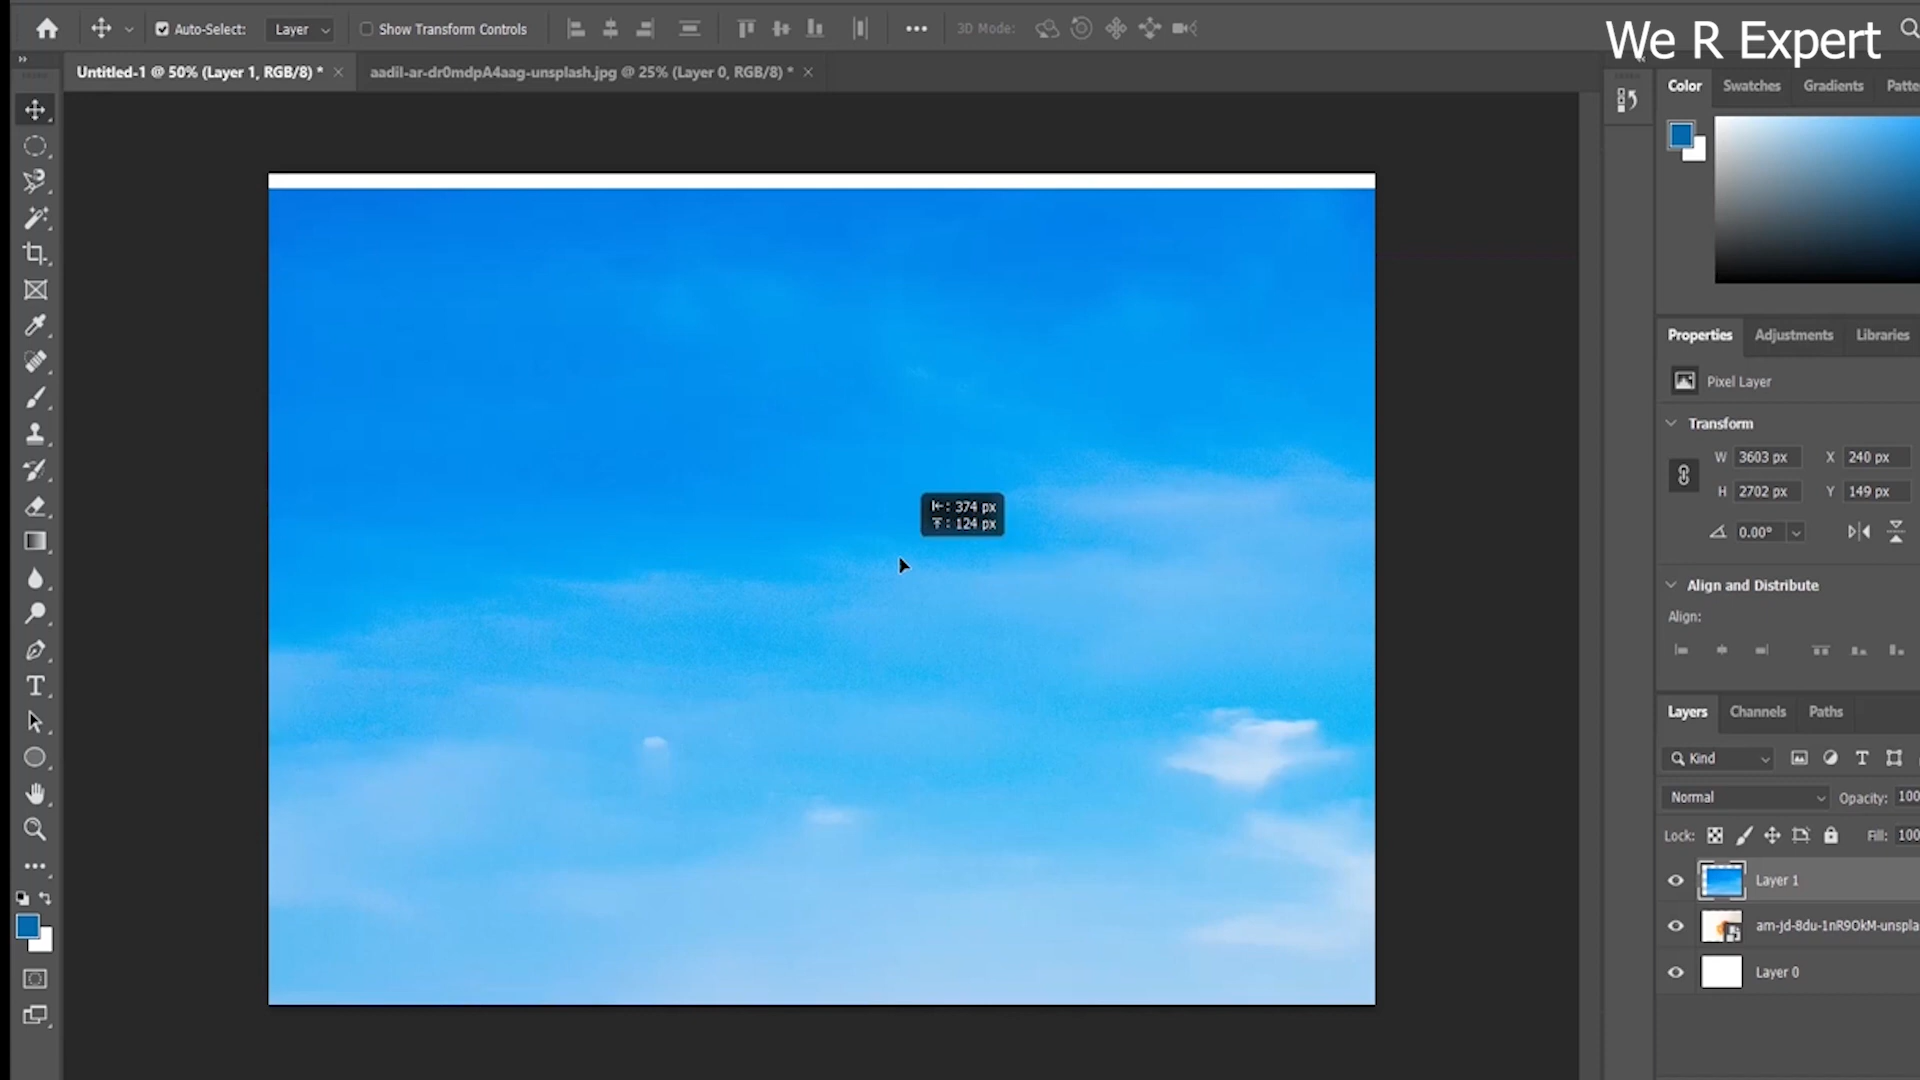 We R Expert
Auto-Select: Layer Show Transform Controls 3D Mode:
Untitled-1 @ 50% (Layer 1, RGB/8) * × aadil-ar-dr0mdpA4aag-unsplash.jpg @ 25% (Layer 0, RGB/8) * ×
Color Swatches Gradients Patte
Properties Adjustments Libraries
Pixel Layer
Transform
W 3603 px X 240 px
H 2702 px Y 149 px
0.00°
374 px
124 px
Align and Distribute
Align:
Layers Channels Paths
Kind
Normal Opacity: 100
Lock: Fill: 100
Layer 1
am-jd-8du-1nR9OkM-unspla
Layer 0